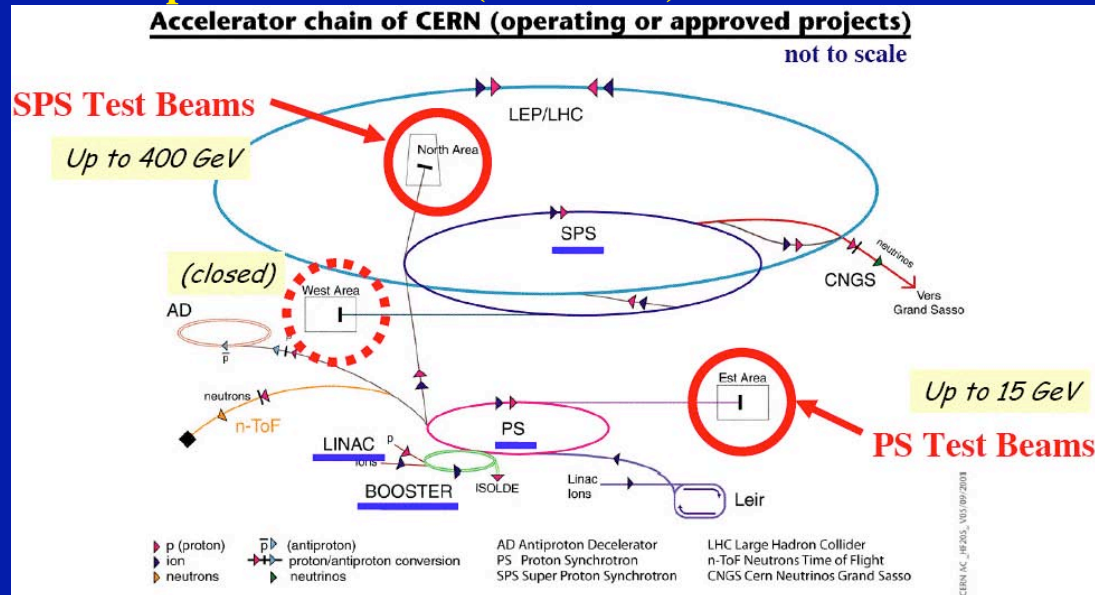 Accelerator chain of CERN (operating or approved projects)
not to scale
SPS Test Beams
LEP/LHC
North Area
Up to 400 GeV
SPS
(closed)
West Area
neutrinos
CNGS
Vers
Grand Sasso
AD
p
neutrons
n-ToF
Est Area
Up to 15 GeV
PS
PS Test Beams
LINAC
p
ions
BOOSTER
ISOLDE
Linac
Ions
Leir
p (proton)
ion
neutrons
p (antiproton)
proton/antiproton conversion
neutrinos
AD Antiproton Decelerator
PS Proton Synchrotron
SPS Super Proton Synchrotron
LHC Large Hadron Collider
n-ToF Neutrons Time of Flight
CNGS Cern Neutrinos Grand Sasso